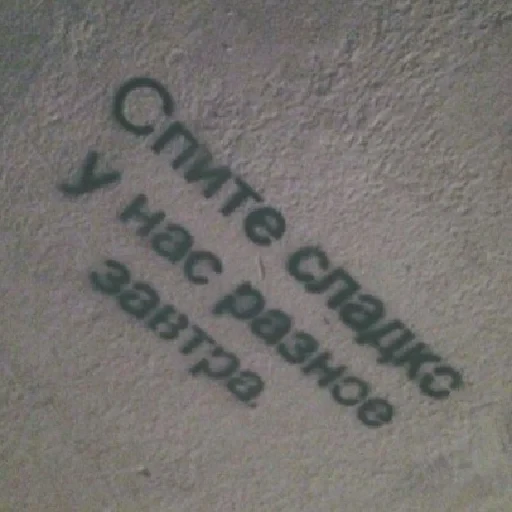 Спите сладко
у нас разное
завтра